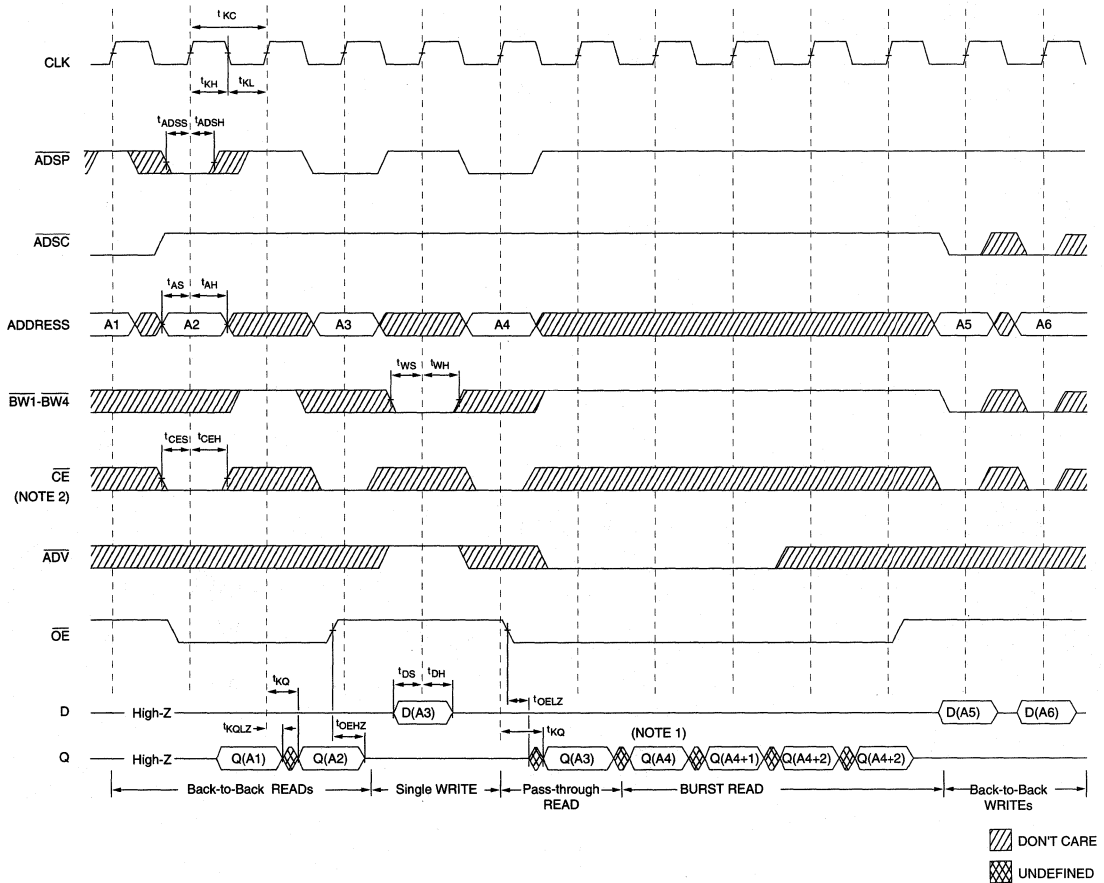 tKC
CLK
tKH tKL
tADSS tADSH
ADSP
ADSC
tAS tAH
ADDRESS A1 A2 A3 A4 A5 A6
tWS tWH
BW1-BW4
tCES tCEH
CE
(NOTE 2)
ADV
OE
tKQ tDS tDH
tOELZ
D High-Z D(A3) D(A5) D(A6)
tKQLZ tOEHZ tKQ (NOTE 1)
Q High-Z Q(A1) Q(A2) Q(A3) Q(A4) Q(A4+1) Q(A4+2) Q(A4+2)
Back-to-Back READs Single WRITE Pass-through READ BURST READ Back-to-Back WRITEs
DON'T CARE
UNDEFINED